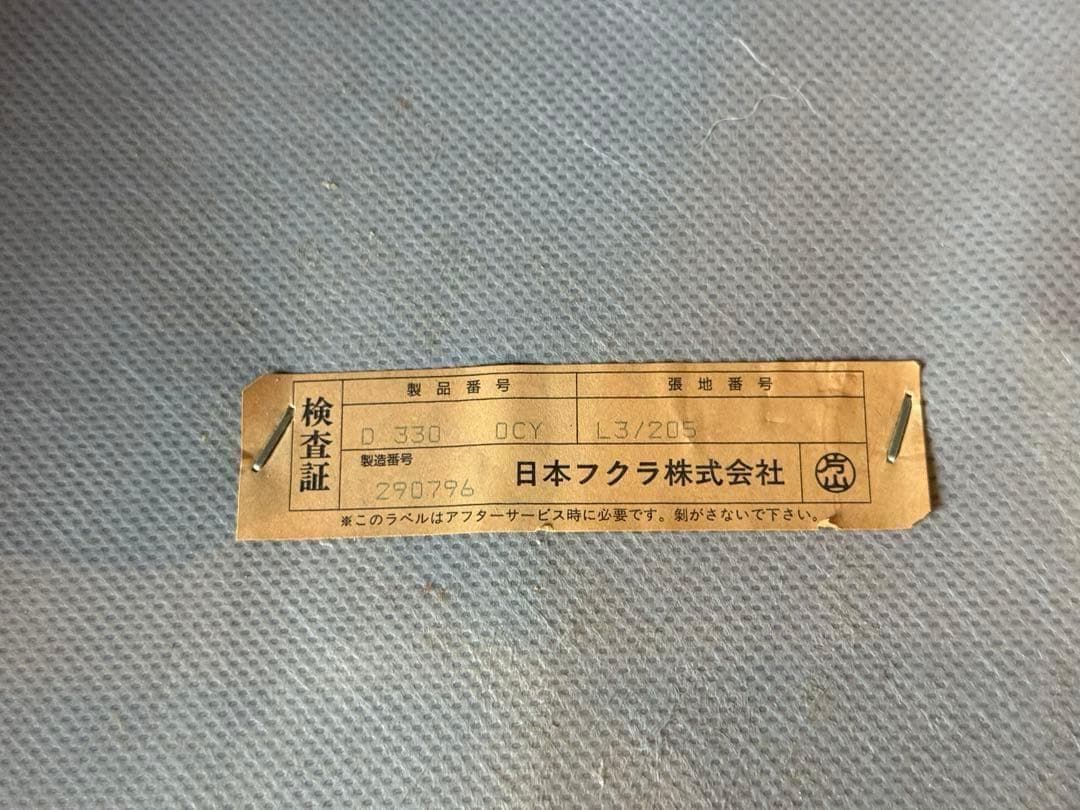 検査証
製品番号 張地番号
D 330 0CY L3/205
製造番号
290796 日本フクラ株式会社 片山
※このラベルはアフターサービス時に必要です。剝がさないで下さい。